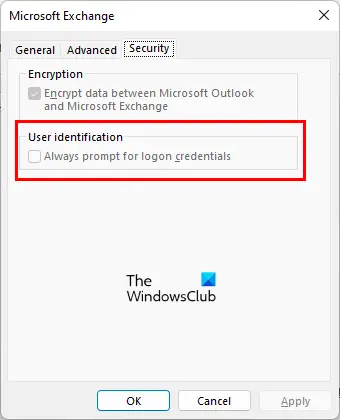 Microsoft Exchange
General Advanced Security
Encryption
Encrypt data between Microsoft Outlook
and Microsoft Exchange
User identification
Always prompt for logon credentials
The
WindowsClub
OK Cancel Apply